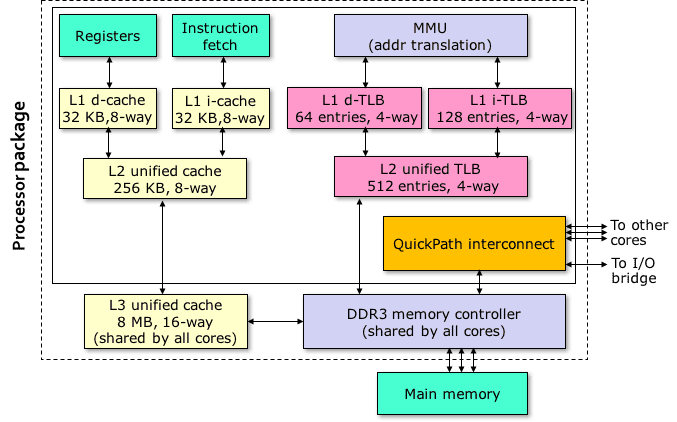 Processor package
Registers
Instruction
fetch
MMU
(addr translation)
L1 d-cache
32 KB,8-way
L1 i-cache
32 KB,8-way
L1 d-TLB
64 entries, 4-way
L1 i-TLB
128 entries, 4-way
L2 unified cache
256 KB, 8-way
L2 unified TLB
512 entries, 4-way
QuickPath interconnect
To other
cores
To I/O
bridge
L3 unified cache
8 MB, 16-way
(shared by all cores)
DDR3 memory controller
(shared by all cores)
Main memory